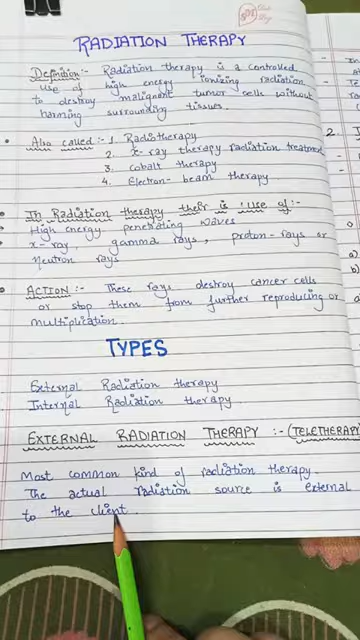 RADIATION THERAPY
Definition:- Radiation therapy is a controlled
use of high energy ionizing radiation
to destroy malignant tumor cells without
harming surrounding tissues.
Also called :- 1. Radiotherapy
2. x-ray therapy radiation treatment
3. cobalt therapy
4. Electron-beam therapy
In Radiation therapy their is use of :-
High energy penetrating waves
x-ray, gamma rays, proton-rays or
neutron rays
ACTION:- These rays destroy cancer cells
or stop them from further reproducing or
multiplication.
TYPES
External Radiation therapy
Internal Radiation therapy.
EXTERNAL RADIATION THERAPY :- (TELETHERAPY)
Most common kind of radiation therapy.
The actual radiation source is external
to the client.
2.
a)
b)